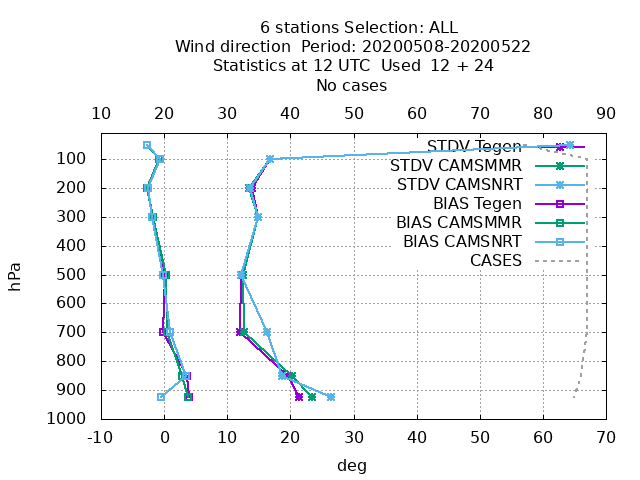 6 stations Selection: ALL
Wind direction  Period: 20200508-20200522
Statistics at 12 UTC  Used  12 + 24
No cases
10 20 30 40 50 60 70 80 90
STDV Tegen
STDV CAMSMMR
STDV CAMSNRT
BIAS Tegen
BIAS CAMSMMR
BIAS CAMSNRT
CASES
100
200
300
400
500
600
700
800
900
1000
hPa
-10 0 10 20 30 40 50 60 70
deg